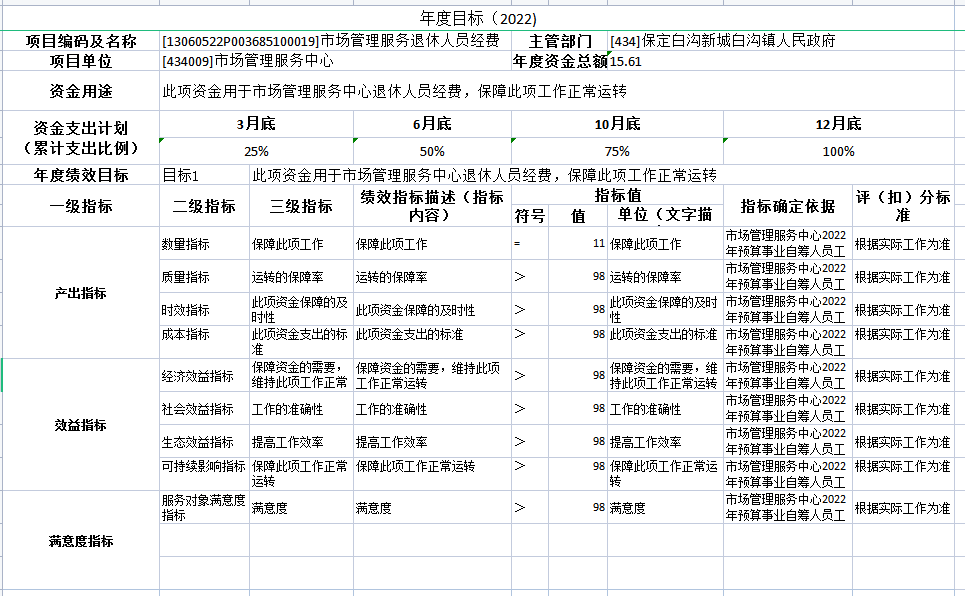 年度目标（2022）
项目编码及名称 [13060522P003685100019]市场管理服务退休人员经费 主管部门 [434]保定白沟新城白沟镇人民政府
项目单位 [434009]市场管理服务中心 年度资金总额 15.61
资金用途 此项资金用于市场管理服务中心退休人员经费，保障此项工作正常运转
资金支出计划
（累计支出比例）
3月底 6月底 10月底 12月底
25% 50% 75% 100%
年度绩效目标 目标1 此项资金用于市场管理服务中心退休人员经费，保障此项工作正常运转
一级指标 二级指标 三级指标
绩效指标描述（指标
内容）
指标值
符号 值 单位（文字描
指标确定依据
评（扣）分标
准
产出指标
数量指标 保障此项工作 保障此项工作 = 11 保障此项工作
市场管理服务中心2022
年预算事业自筹人员工
根据实际工作为准
质量指标 运转的保障率 运转的保障率 ＞ 98 运转的保障率
市场管理服务中心2022
年预算事业自筹人员工
根据实际工作为准
时效指标
此项资金保障的及
时性
此项资金保障的及时性 ＞ 98
此项资金保障的及时
性
市场管理服务中心2022
年预算事业自筹人员工
根据实际工作为准
成本指标
此项资金支出的标
准
此项资金支出的标准 ＞ 98 此项资金支出的标准
市场管理服务中心2022
年预算事业自筹人员工
根据实际工作为准
效益指标
经济效益指标
保障资金的需要，
维持此项工作正常
保障资金的需要，维持此项
工作正常运转
＞ 98
保障资金的需要，维
持此项工作正常运转
市场管理服务中心2022
年预算事业自筹人员工
根据实际工作为准
社会效益指标 工作的准确性 工作的准确性 ＞ 98 工作的准确性
市场管理服务中心2022
年预算事业自筹人员工
根据实际工作为准
生态效益指标 提高工作效率 提高工作效率 ＞ 98 提高工作效率
市场管理服务中心2022
年预算事业自筹人员工
根据实际工作为准
可持续影响指标
保障此项工作正常
运转
保障此项工作正常运转 ＞ 98
保障此项工作正常运
转
市场管理服务中心2022
年预算事业自筹人员工
根据实际工作为准
满意度指标
服务对象满意度
指标
满意度 满意度 ＞ 98 满意度
市场管理服务中心2022
年预算事业自筹人员工
根据实际工作为准